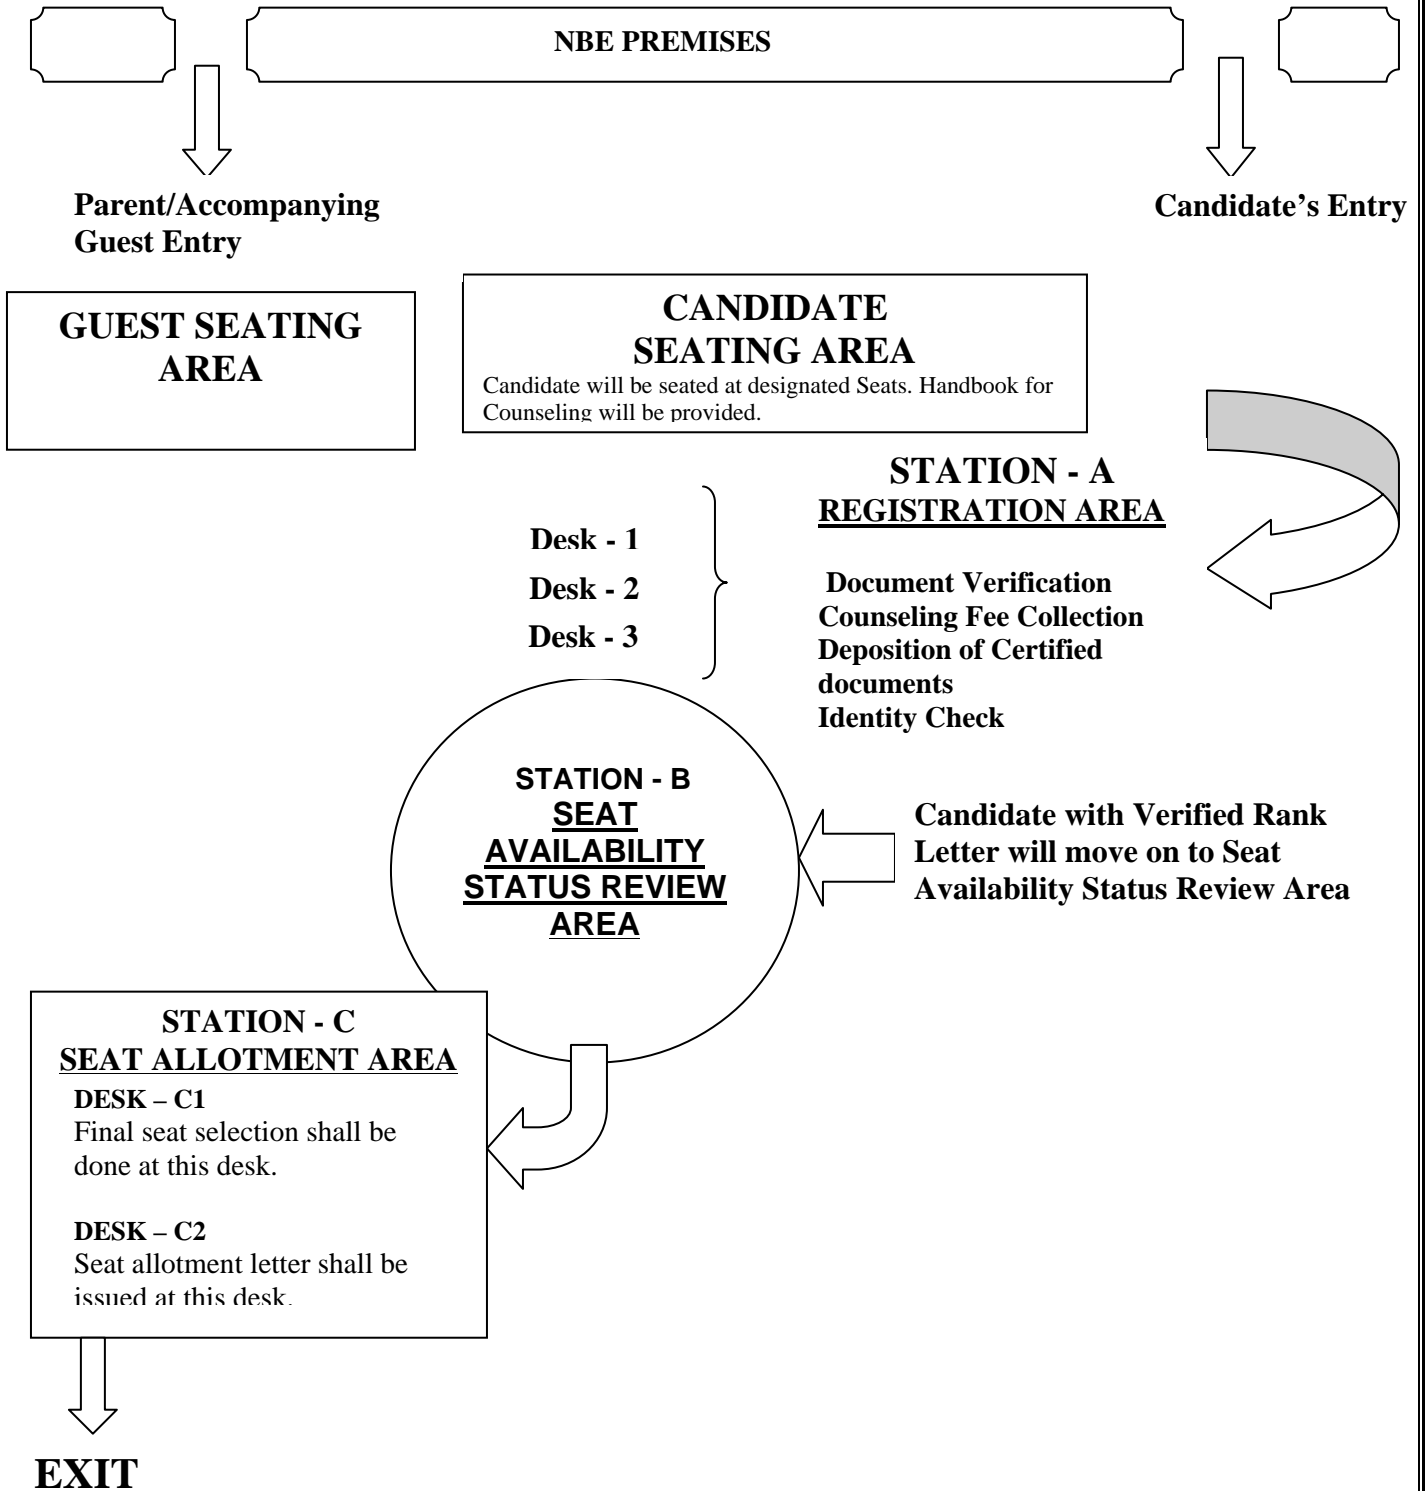 NBE PREMISES
Parent/Accompanying
Guest Entry
Candidate’s Entry
GUEST SEATING
AREA
CANDIDATE
SEATING AREA
Candidate will be seated at designated Seats. Handbook for
Counseling will be provided.
STATION - A
REGISTRATION AREA
Desk - 1
Desk - 2
Desk - 3
Document Verification
Counseling Fee Collection
Deposition of Certified
documents
Identity Check
STATION - B
SEAT
AVAILABILITY
STATUS REVIEW
AREA
Candidate with Verified Rank
Letter will move on to Seat
Availability Status Review Area
STATION - C
SEAT ALLOTMENT AREA
DESK – C1
Final seat selection shall be
done at this desk.
DESK – C2
Seat allotment letter shall be
issued at this desk.
EXIT